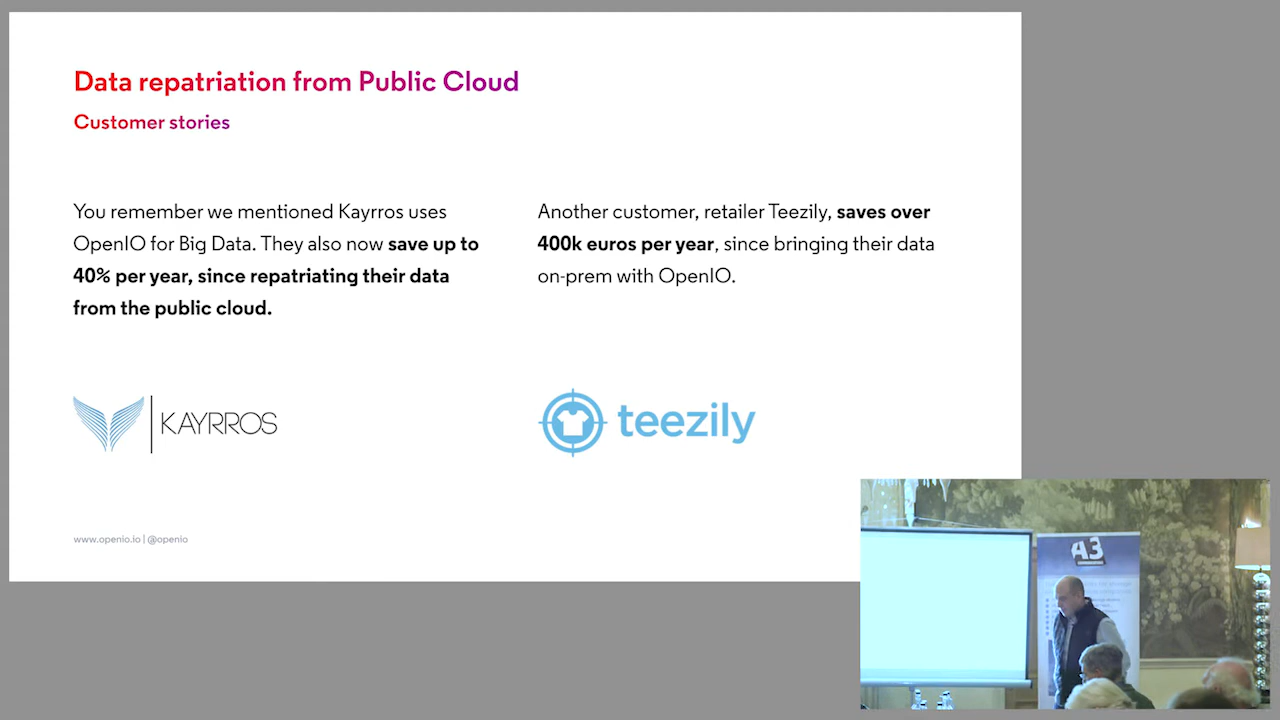 Data repatriation from Public Cloud
Customer stories
You remember we mentioned Kayrros uses
OpenIO for Big Data. They also now save up to
40% per year, since repatriating their data
from the public cloud.
Another customer, retailer Teezily, saves over
400k euros per year, since bringing their data
on-prem with OpenIO.
KAYRROS
teezily
www.openio.io | @openio
A3